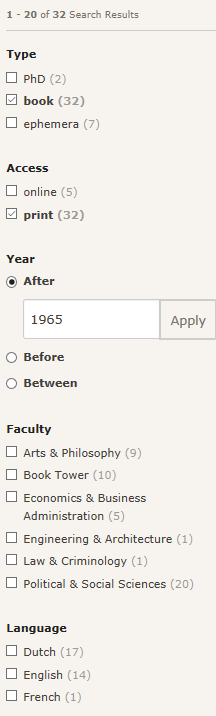 1 - 20 of 32 Search Results
Type
PhD (2)
book (32)
ephemera (7)
Access
online (5)
print (32)
Year
After
1965 Apply
Before
Between
Faculty
Arts & Philosophy (9)
Book Tower (10)
Economics & Business
Administration (5)
Engineering & Architecture (1)
Law & Criminology (1)
Political & Social Sciences (20)
Language
Dutch (17)
English (14)
French (1)